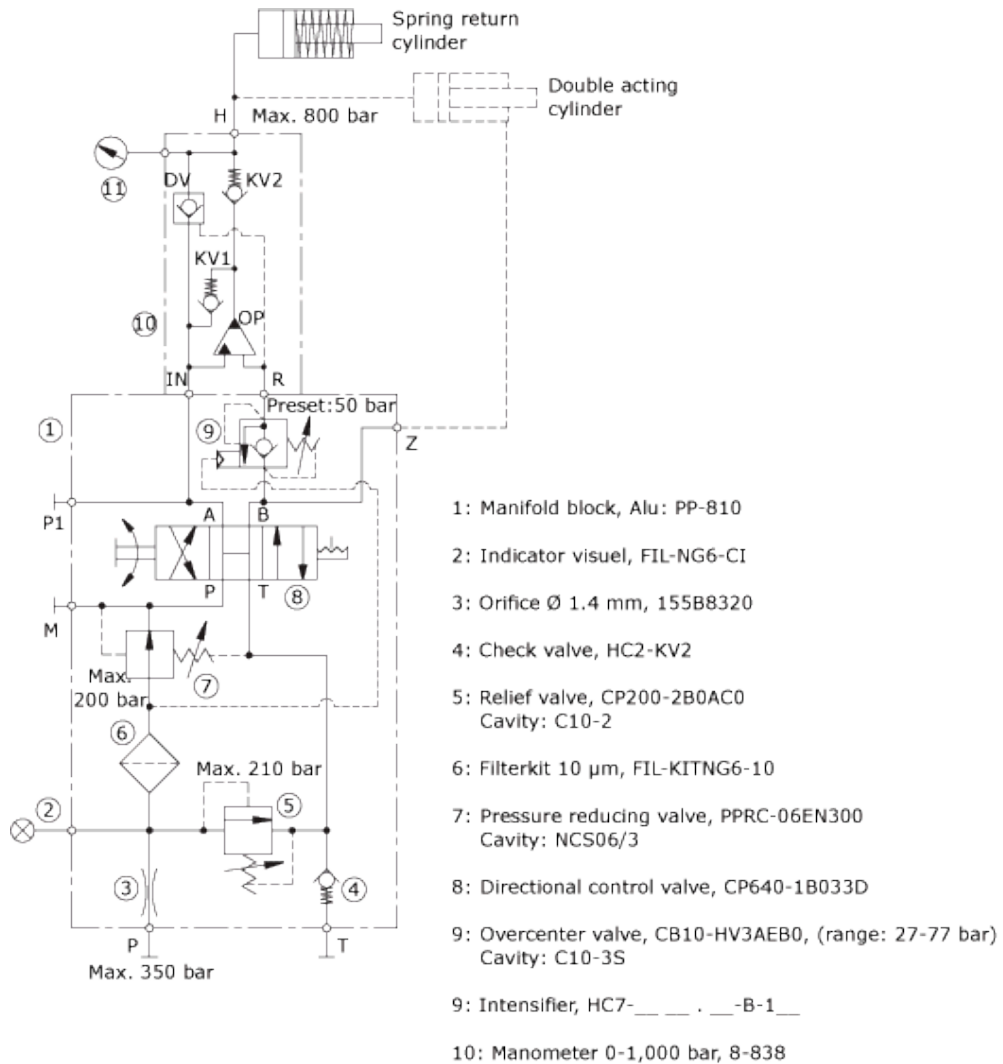 Spring return
cylinder
Double acting
cylinder
H
Max. 800 bar
11
DV
KV2
KV1
10
OP
IN
R
Preset:50 bar
1
9
Z
P1
A
B
P
T
8
M
Max.
200 bar
7
6
Max. 210 bar
2
5
3
4
P
T
Max. 350 bar
1: Manifold block, Alu: PP-810
2: Indicator visuel, FIL-NG6-CI
3: Orifice Ø 1.4 mm, 155B8320
4: Check valve, HC2-KV2
5: Relief valve, CP200-2B0AC0
Cavity: C10-2
6: Filterkit 10 µm, FIL-KITNG6-10
7: Pressure reducing valve, PPRC-06EN300
Cavity: NCS06/3
8: Directional control valve, CP640-1B033D
9: Overcenter valve, CB10-HV3AEB0, (range: 27-77 bar)
Cavity: C10-3S
9: Intensifier, HC7-__ __ . __-B-1__
10: Manometer 0-1,000 bar, 8-838